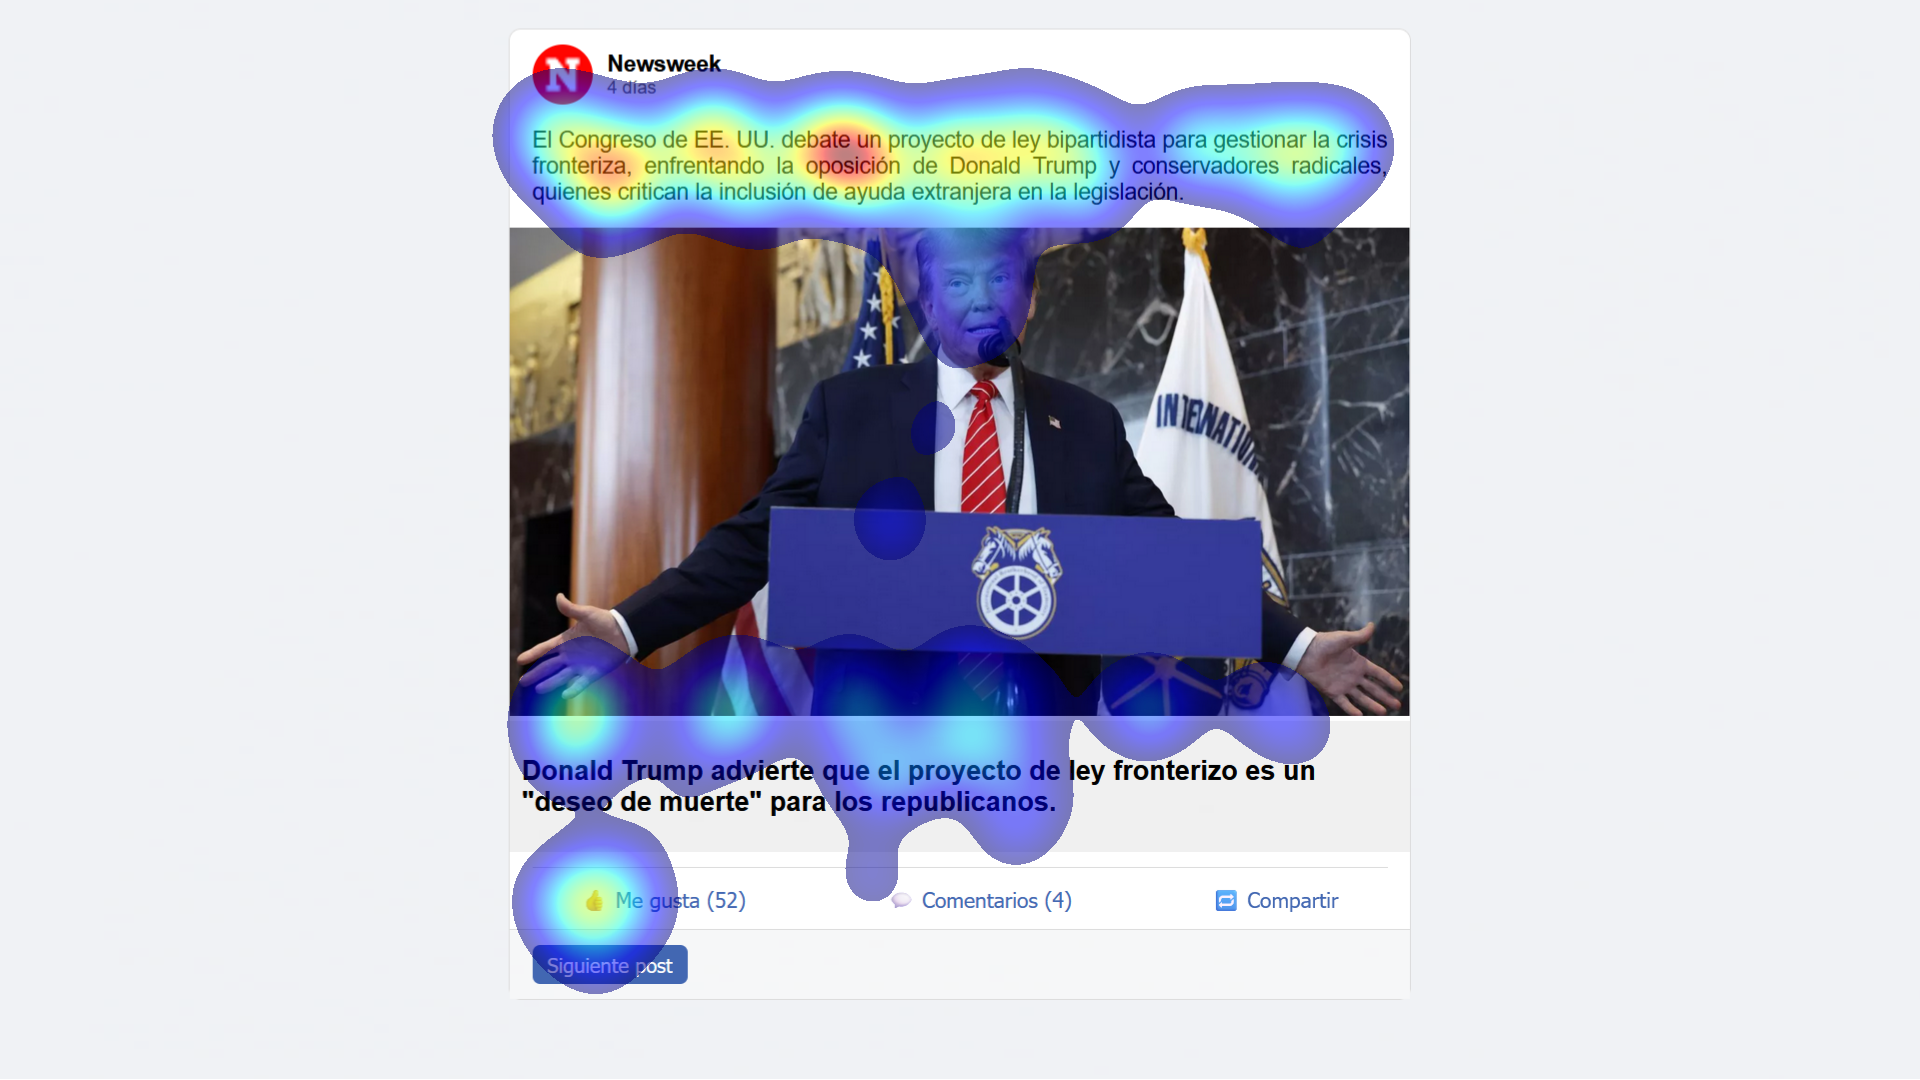 N
Newsweek
4 días
El Congreso de EE. UU. debate un proyecto de ley bipartidista para gestionar la crisis
fronteriza, enfrentando la oposición de Donald Trump y conservadores radicales,
quienes critican la inclusión de ayuda extranjera en la legislación.
Donald Trump advierte que el proyecto de ley fronterizo es un
"deseo de muerte" para los republicanos.
Me gusta (52)
Comentarios (4)
Compartir
Siguiente post